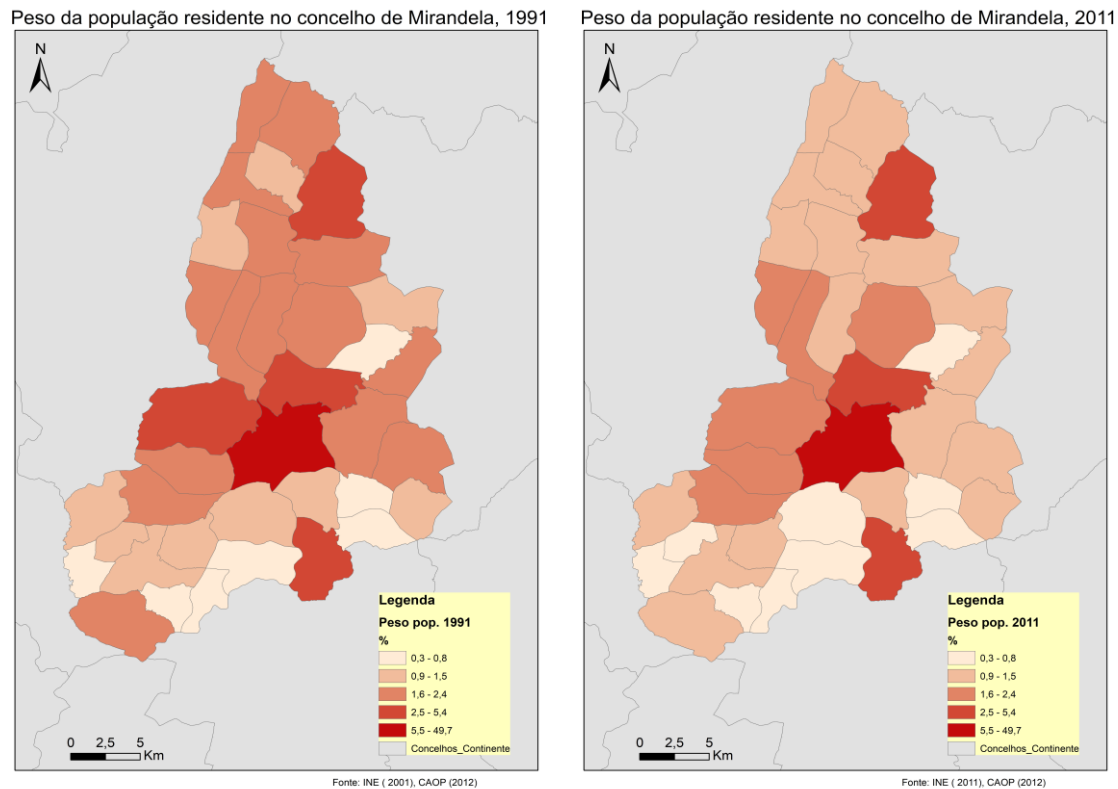 Peso da população residente no concelho de Mirandela, 1991
N
Legenda
Peso pop. 1991
%
0,3 - 0,8
0,9 - 1,5
1,6 - 2,4
2,5 - 5,4
5,5 - 49,7
Concelhos_Continente
0 2,5 5
Km
Fonte: INE ( 2001), CAOP (2012)
Peso da população residente no concelho de Mirandela, 2011
N
Legenda
Peso pop. 2011
%
0,3 - 0,8
0,9 - 1,5
1,6 - 2,4
2,5 - 5,4
5,5 - 49,7
Concelhos_Continente
0 2,5 5
Km
Fonte: INE ( 2011), CAOP (2012)